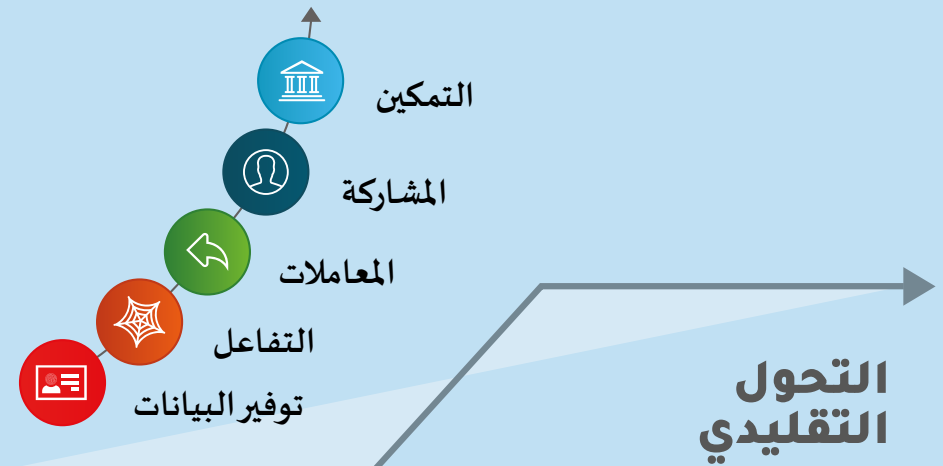 التمكين
المشاركة
المعاملات
التفاعل
توفير البيانات
التحول
التقليدي